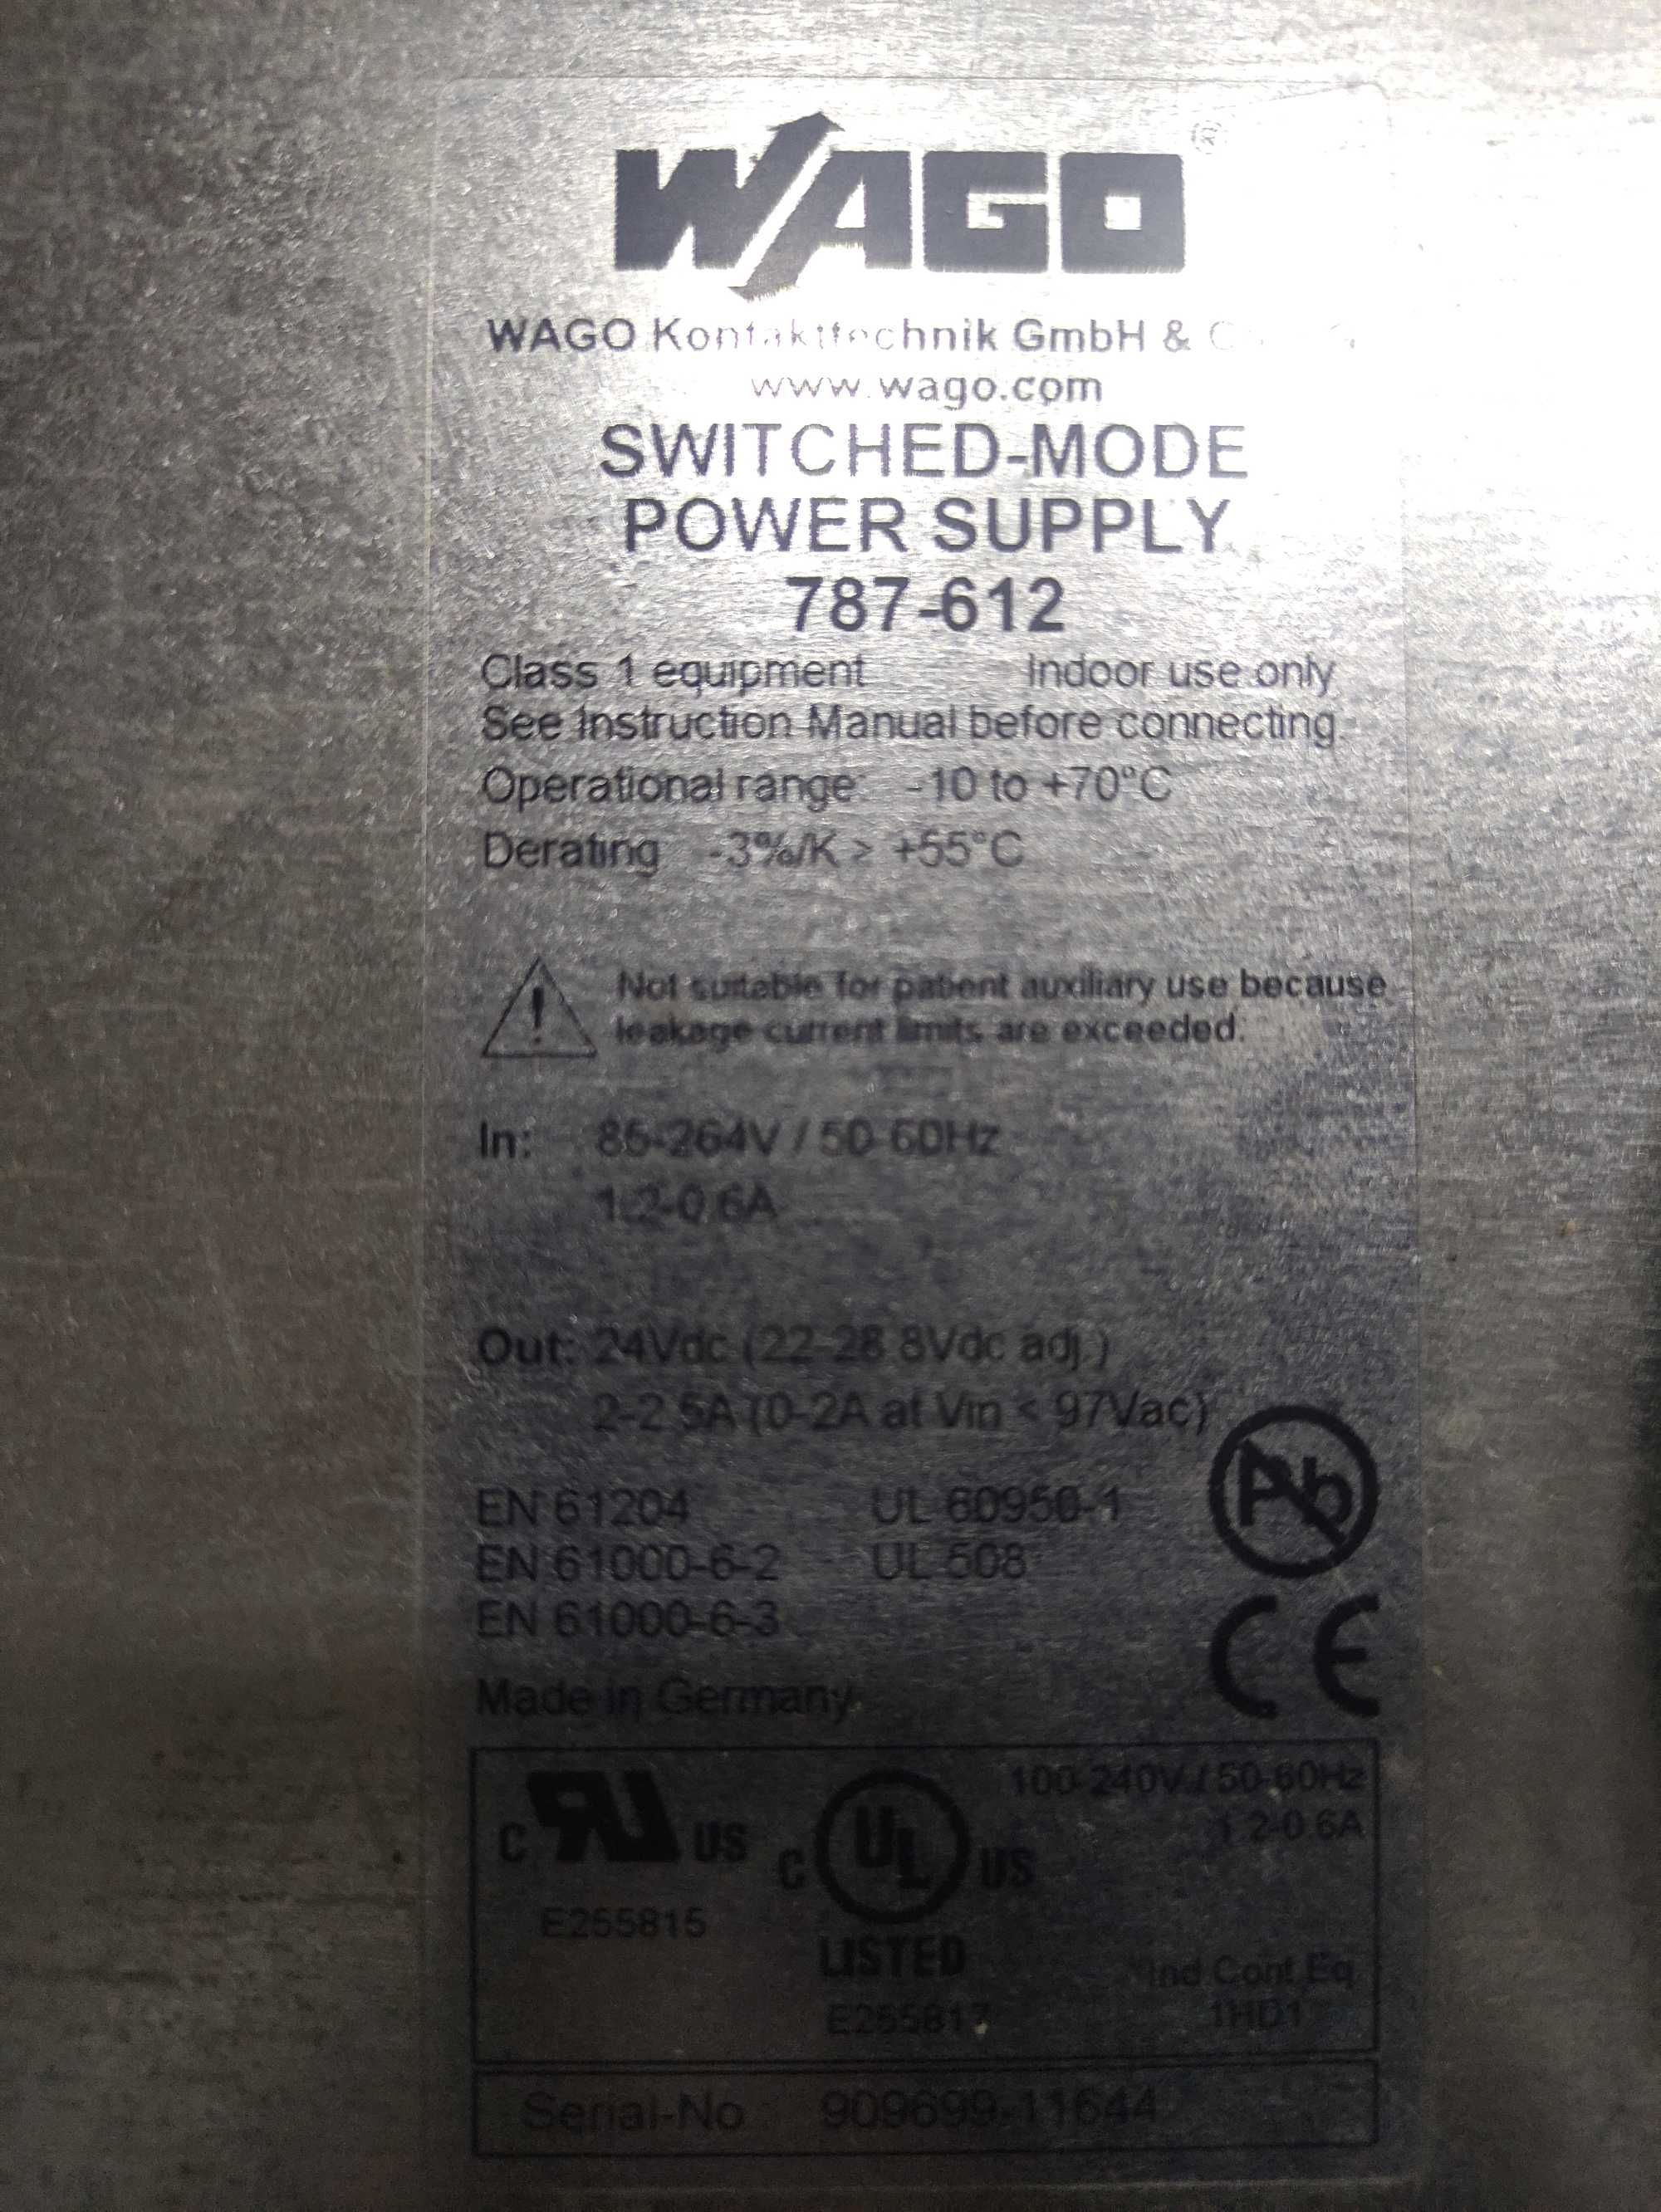 WAGO ®
WAGO Kontakttechnik GmbH &
www.wago.com
SWITCHED-MODE
POWER SUPPLY
787-612
Class 1 equipment Indoor use only
See Instruction Manual before connecting.
Operational range: -10 to +70°C
Derating -3%/K > +55°C
! Not suitable for patient auxiliary use because
leakage current limits are exceeded.
In: 85-264V / 50-60Hz
1.2-0.6A
Out: 24Vdc (22-28.8Vdc adj.)
2-2.5A (0-2A at Vin < 97Vac)
Pb
EN 61204 UL 60950-1
EN 61000-6-2 UL 508
EN 61000-6-3
CE
Made in Germany
100-240V / 50-60Hz
1.2-0.6A
C RU US C UL US
E255815
LISTED
Ind.Cont.Eq.
E255817 1HD1
Serial-No 909699-11644